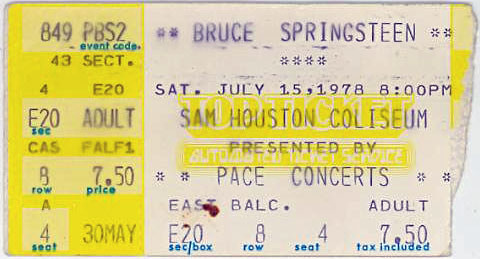 849 PBS2
event code
43 SECT.
4 E20
E20 ADULT
sec
CAS FALF1
8 7.50
row price
A
4 30MAY
seat
** BRUCE SPRINGSTEEN **
****
SAT. JULY 15,1978 8:00PM
TODTICKET
SAM HOUSTON COLISEUM
PRESENTED BY
AUTOMATED TICKET SERVICE
* * PACE CONCERTS * *
EAST BALC. ADULT
E20 8 4 7.50
sec/box row seat tax included